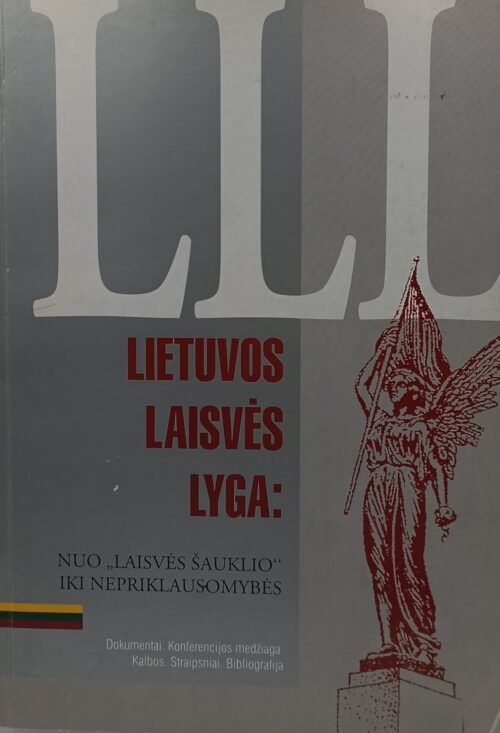 LLL
LIETUVOS
LAISVĖS
LYGA:
NUO „LAISVĖS ŠAUKLIO“
IKI NEPRIKLAUSOMYBĖS
Dokumentai. Konferencijos medžiaga.
Kalbos. Straipsniai. Bibliografija